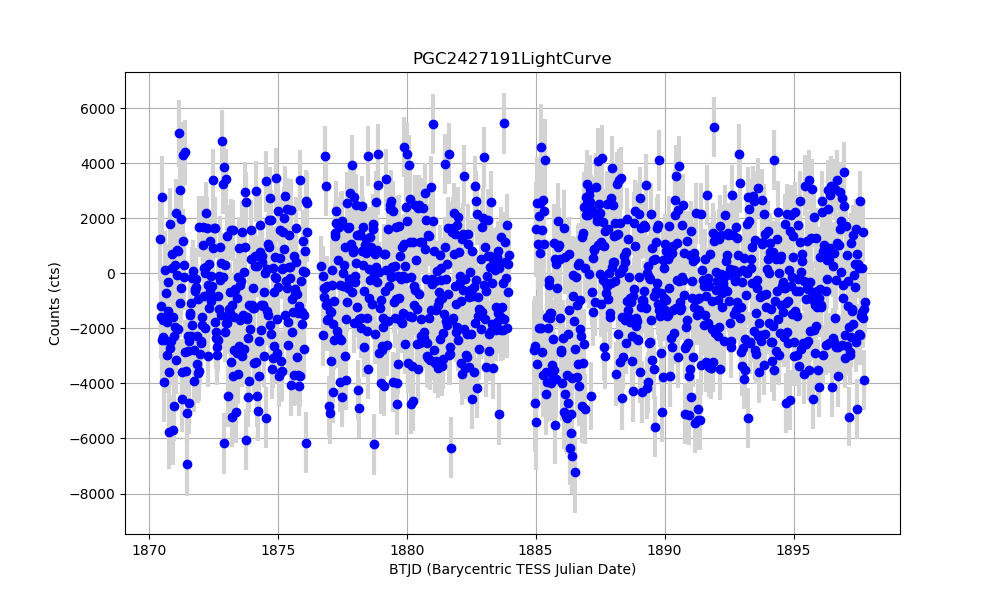 PGC2427191LightCurve
6000
4000
2000
0
−2000
−4000
−6000
−8000
Counts (cts)
1870 1875 1880 1885 1890 1895
BTJD (Barycentric TESS Julian Date)